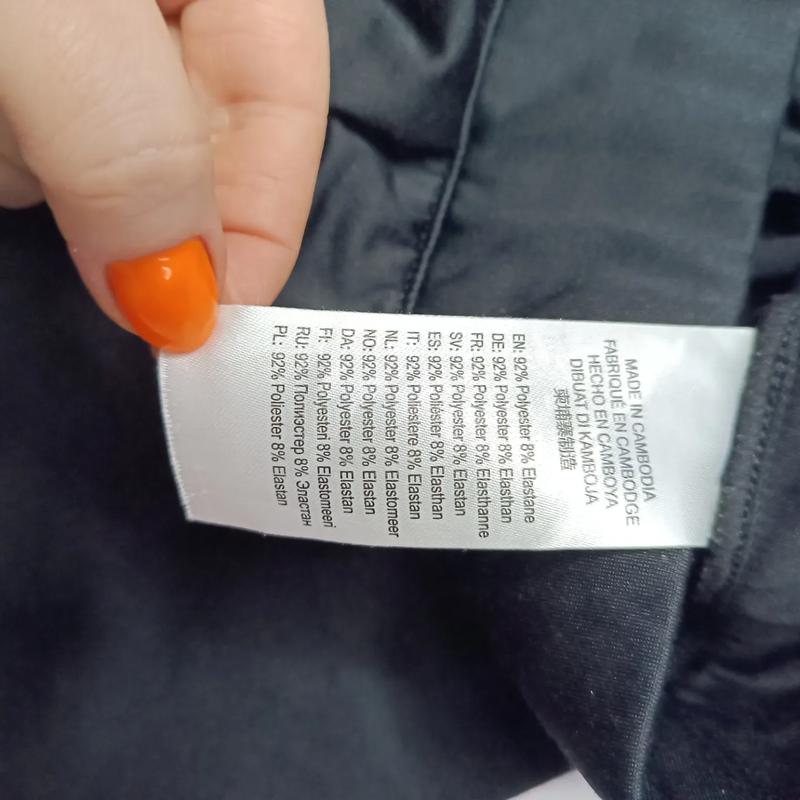 MADE IN CAMBODIA
FABRIQUÉ EN CAMBODGE
HECHO EN CAMBOYA
DIBUAT DI KAMBOJA
柬埔寨制造
EN: 92% Polyester 8% Elastane
DE: 92% Polyester 8% Elasthan
FR: 92% Polyester 8% Elasthanne
SV: 92% Polyester 8% Elastan
ES: 92% Poliéster 8% Elasthan
IT: 92% Poliestere 8% Elastan
NL: 92% Polyester 8% Elastomeer
NO: 92% Polyester 8% Elastan
DA: 92% Polyester 8% Elastan
FI: 92% Polyesteri 8% Elastomeeri
RU: 92% Полиэстер 8% Эластан
PL: 92% Poliester 8% Elastan